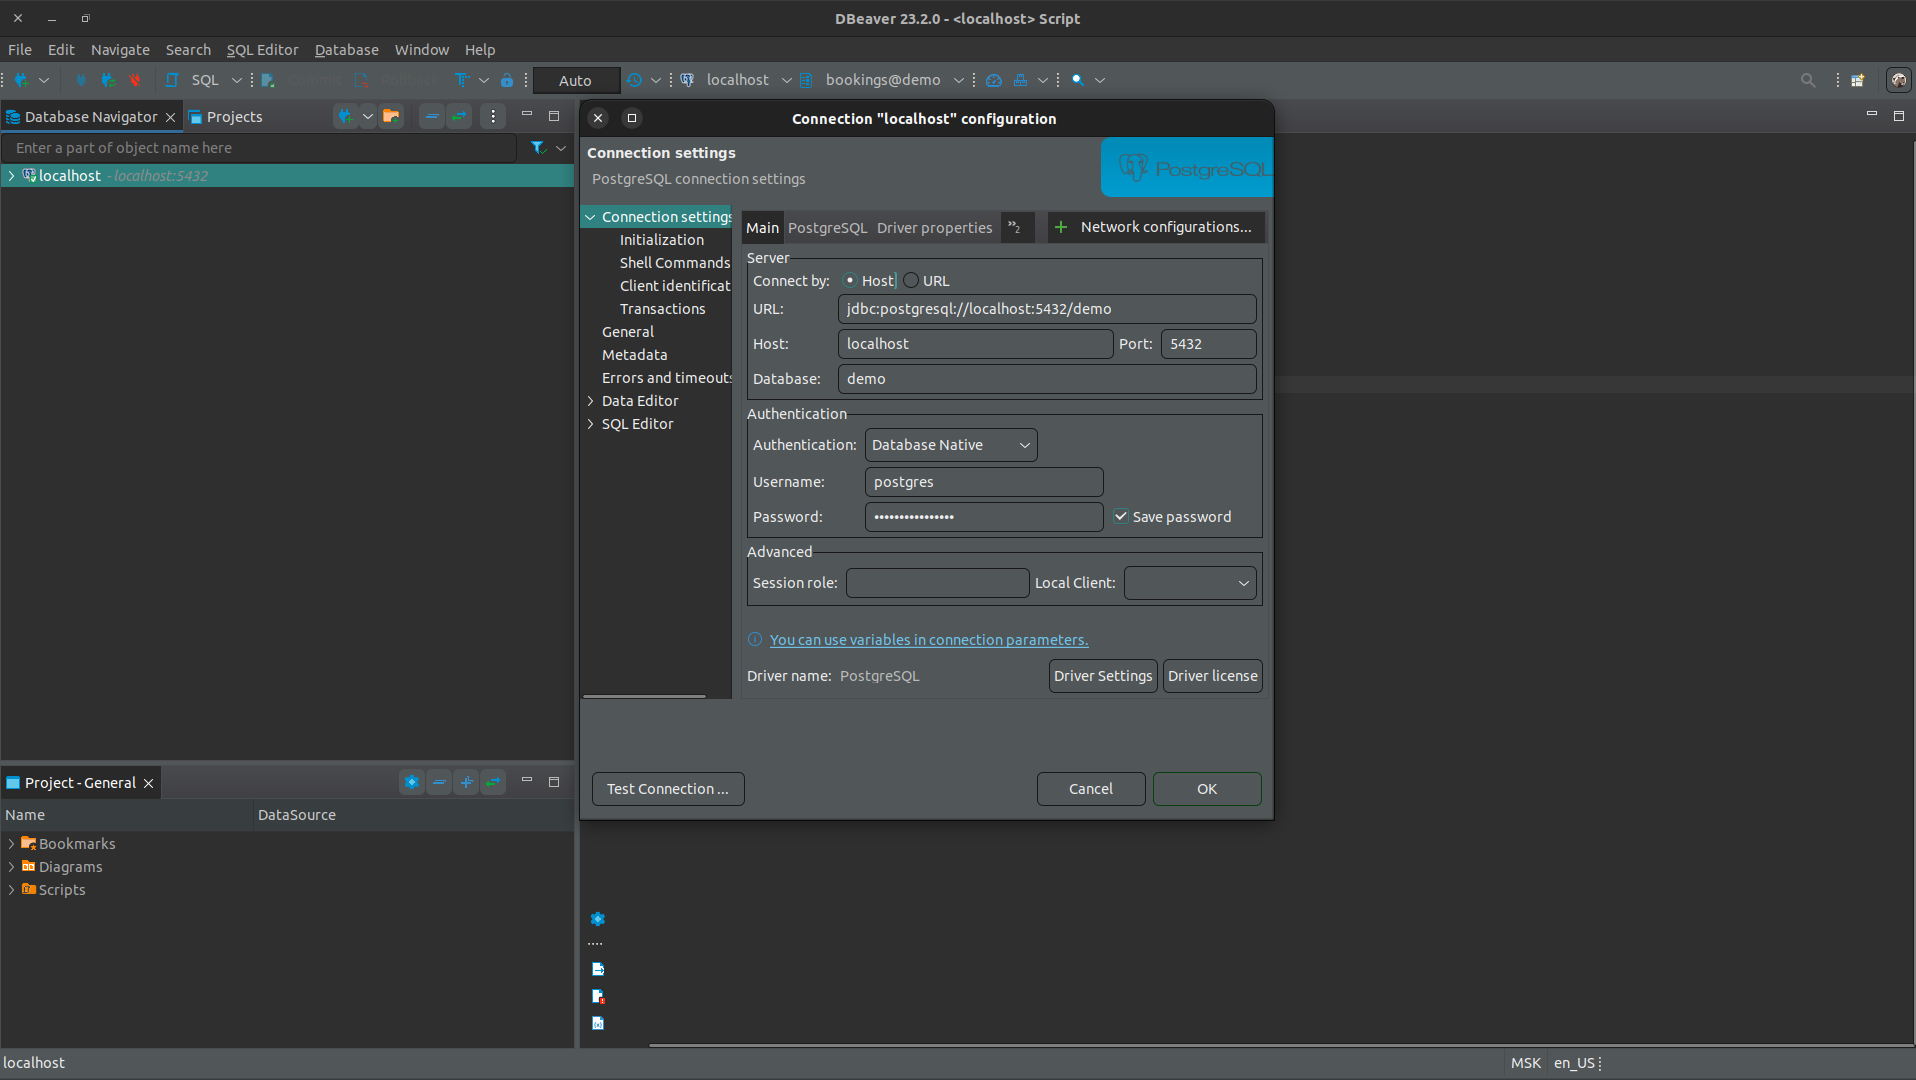 DBeaver 23.2.0 - <localhost> Script
File Edit Navigate Search SQL Editor Database Window Help
SQL Commit Rollback Auto localhost bookings@demo
Database Navigator Projects
Enter a part of object name here
localhost - localhost:5432
Connection "localhost" configuration
Connection settings
PostgreSQL connection settings
PostgreSQL
Connection settings
Initialization
Shell Commands
Client identificat
Transactions
General
Metadata
Errors and timeouts
Data Editor
SQL Editor
Main PostgreSQL Driver properties »2 Network configurations...
Server
Connect by: Host URL
URL: jdbc:postgresql://localhost:5432/demo
Host: localhost Port: 5432
Database: demo
Authentication
Authentication: Database Native
Username: postgres
Password: •••••••••••••••• Save password
Advanced
Session role: Local Client:
You can use variables in connection parameters.
Driver name: PostgreSQL Driver Settings Driver license
Test Connection ... Cancel OK
Project - General
Name DataSource
Bookmarks
Diagrams
Scripts
localhost MSK en_US